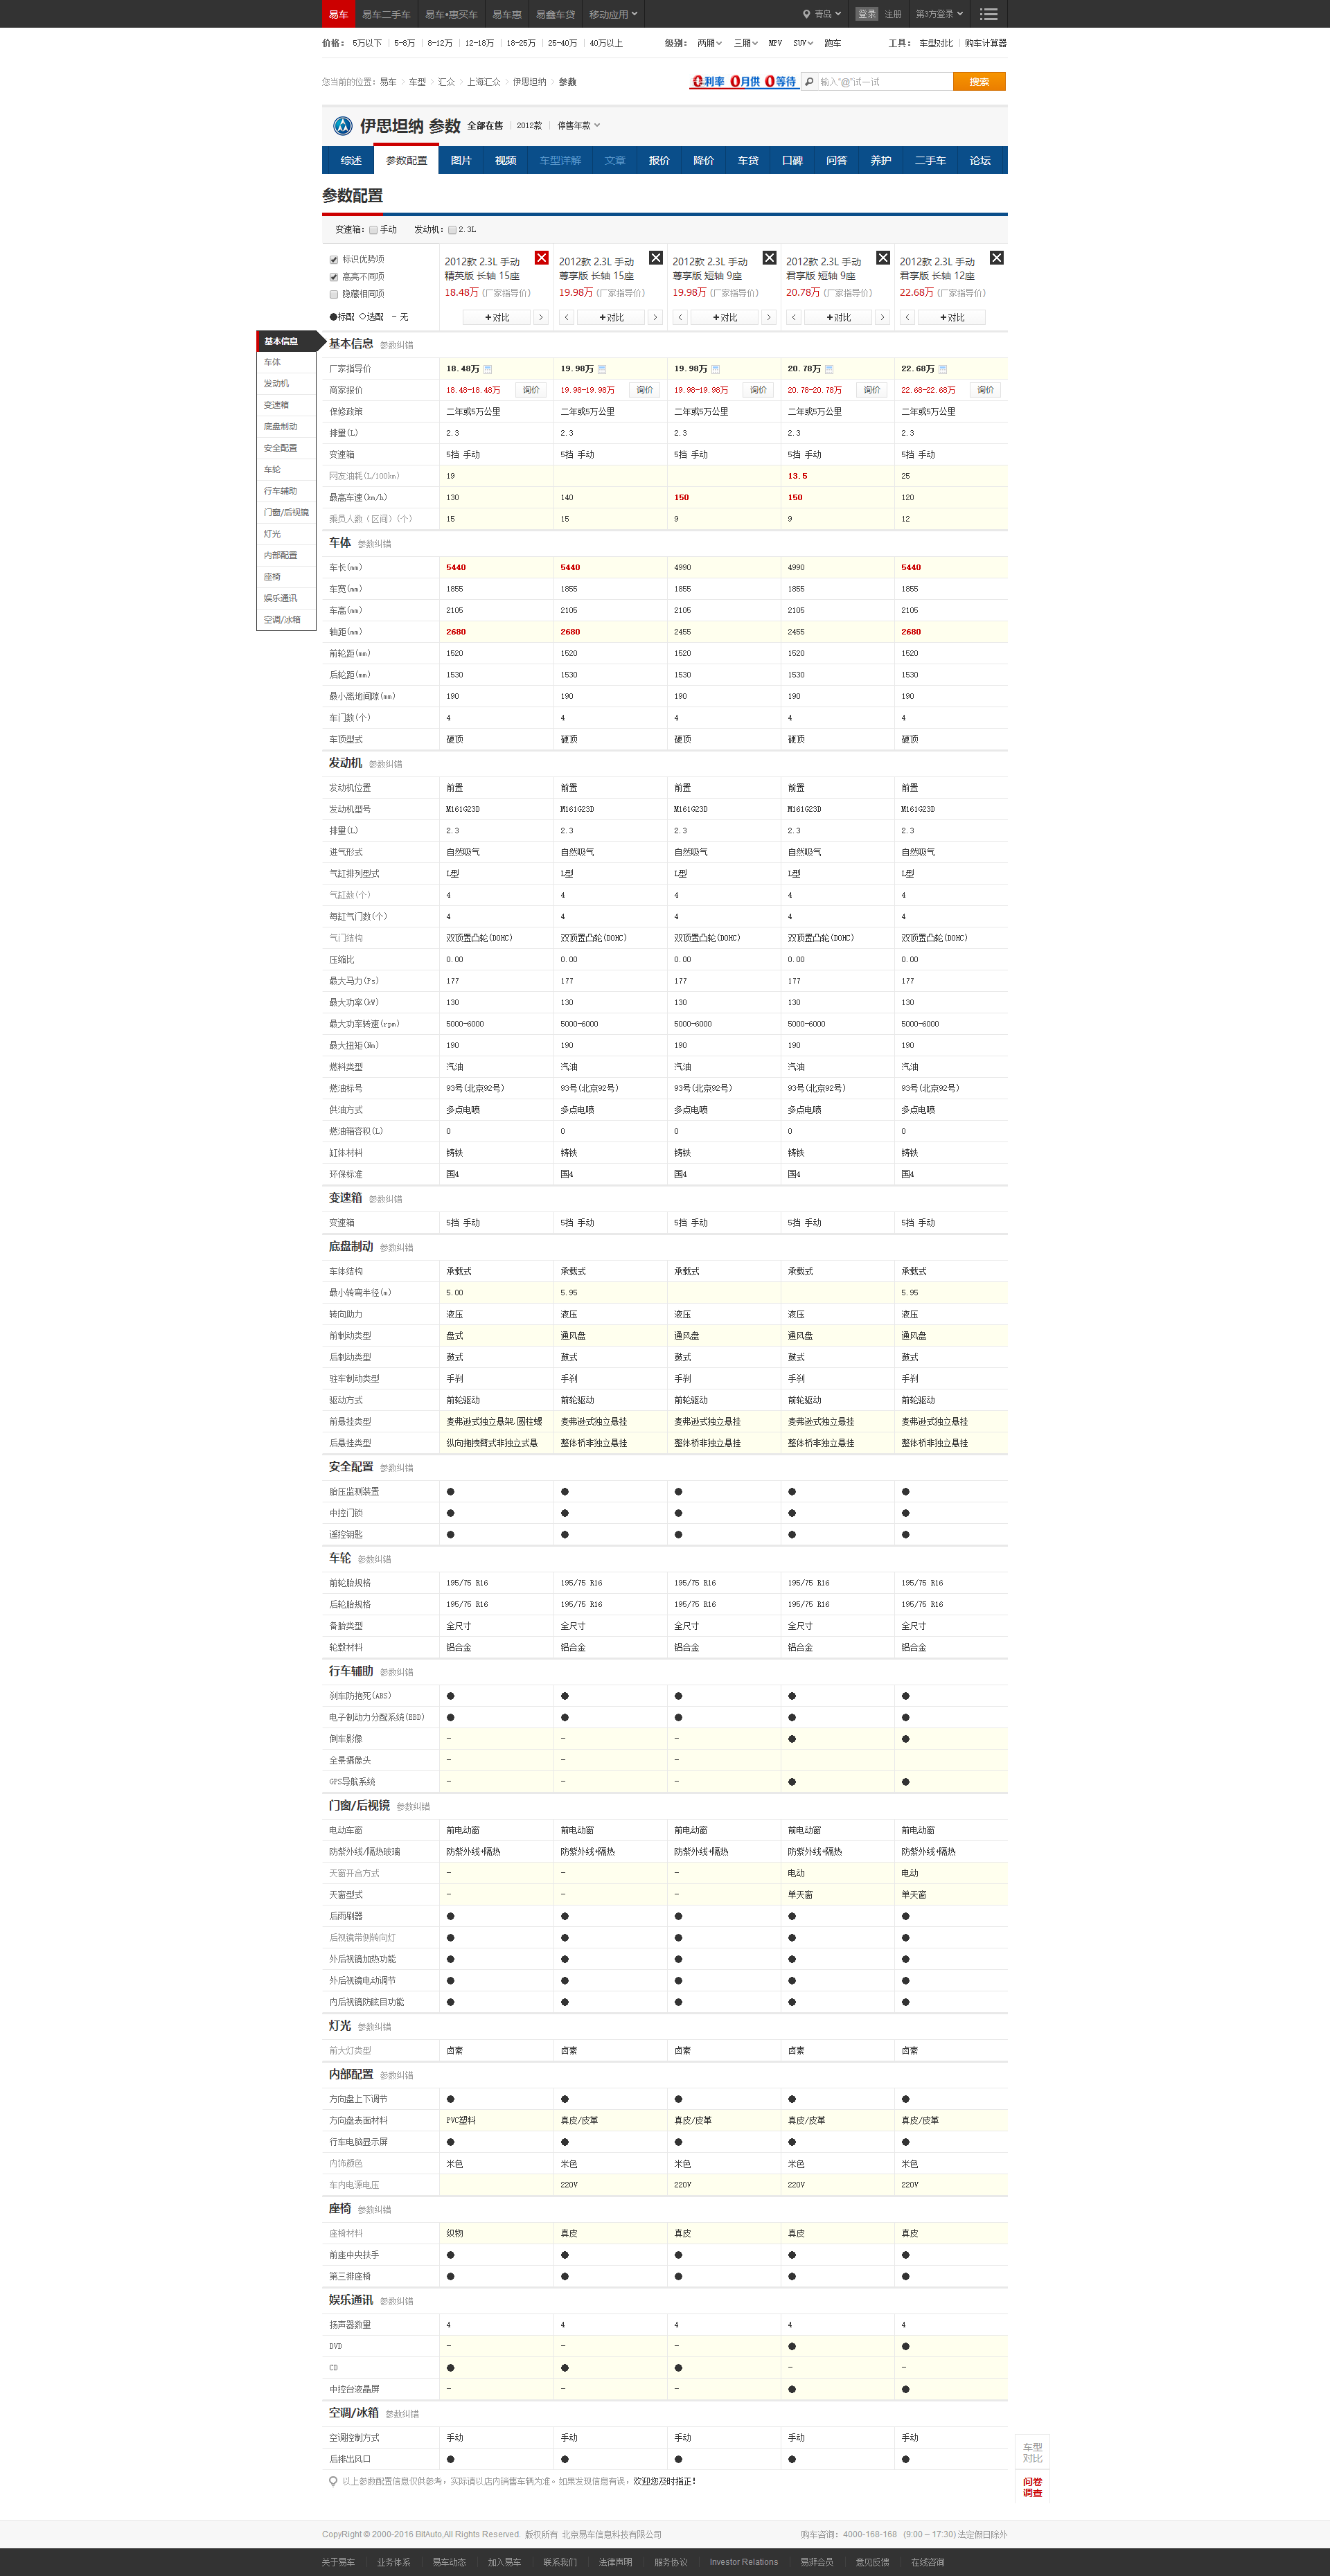 易车 易车二手车 易车•惠买车 易车惠 易鑫车贷 移动应用 青岛 登录 注册 第3方登录
价格： 5万以下 5-8万 8-12万 12-18万 18-25万 25-40万 40万以上 级别： 两厢 三厢 MPV SUV 跑车 工具： 车型对比 购车计算器
您当前的位置： 易车 > 车型 > 汇众 > 上海汇众 > 伊思坦纳 > 参数 0利率 0月供 0等待 输入"@"试一试 搜索
伊思坦纳 参数 全部在售 2012款 停售年款
综述 参数配置 图片 视频 车型详解 文章 报价 降价 车贷 口碑 问答 养护 二手车 论坛
参数配置
变速箱： 手动 发动机： 2.3L
标识优势项
高亮不同项
隐藏相同项
●标配 ○选配 - 无
2012款 2.3L 手动 精英版 长轴 15座 18.48万 (厂家指导价) +对比
2012款 2.3L 手动 尊享版 长轴 15座 19.98万 (厂家指导价) +对比
2012款 2.3L 手动 尊享版 短轴 9座 19.98万 (厂家指导价) +对比
2012款 2.3L 手动 君享版 短轴 9座 20.78万 (厂家指导价) +对比
2012款 2.3L 手动 君享版 长轴 12座 22.68万 (厂家指导价) +对比
基本信息
车体
发动机
变速箱
底盘制动
安全配置
车轮
行车辅助
门窗/后视镜
灯光
内部配置
座椅
娱乐通讯
空调/冰箱
基本信息 参数纠错
厂家指导价 18.48万 19.98万 19.98万 20.78万 22.68万
商家报价 18.48-18.48万 询价 19.98-19.98万 询价 19.98-19.98万 询价 20.78-20.78万 询价 22.68-22.68万 询价
保修政策 二年或5万公里 二年或5万公里 二年或5万公里 二年或5万公里 二年或5万公里
排量(L) 2.3 2.3 2.3 2.3 2.3
变速箱 5挡 手动 5挡 手动 5挡 手动 5挡 手动 5挡 手动
网友油耗(L/100km) 19 13.5 25
最高车速(km/h) 130 140 150 150 120
乘员人数（区间）(个) 15 15 9 9 12
车体 参数纠错
车长(mm) 5440 5440 4990 4990 5440
车宽(mm) 1855 1855 1855 1855 1855
车高(mm) 2105 2105 2105 2105 2105
轴距(mm) 2680 2680 2455 2455 2680
前轮距(mm) 1520 1520 1520 1520 1520
后轮距(mm) 1530 1530 1530 1530 1530
最小离地间隙(mm) 190 190 190 190 190
车门数(个) 4 4 4 4 4
车顶型式 硬顶 硬顶 硬顶 硬顶 硬顶
发动机 参数纠错
发动机位置 前置 前置 前置 前置 前置
发动机型号 M161G23D M161G23D M161G23D M161G23D M161G23D
排量(L) 2.3 2.3 2.3 2.3 2.3
进气形式 自然吸气 自然吸气 自然吸气 自然吸气 自然吸气
气缸排列型式 L型 L型 L型 L型 L型
气缸数(个) 4 4 4 4 4
每缸气门数(个) 4 4 4 4 4
气门结构 双顶置凸轮(DOHC) 双顶置凸轮(DOHC) 双顶置凸轮(DOHC) 双顶置凸轮(DOHC) 双顶置凸轮(DOHC)
压缩比 0.00 0.00 0.00 0.00 0.00
最大马力(Ps) 177 177 177 177 177
最大功率(kW) 130 130 130 130 130
最大功率转速(rpm) 5000-6000 5000-6000 5000-6000 5000-6000 5000-6000
最大扭矩(Nm) 190 190 190 190 190
燃料类型 汽油 汽油 汽油 汽油 汽油
燃油标号 93号(北京92号) 93号(北京92号) 93号(北京92号) 93号(北京92号) 93号(北京92号)
供油方式 多点电喷 多点电喷 多点电喷 多点电喷 多点电喷
燃油箱容积(L) 0 0 0 0 0
缸体材料 铸铁 铸铁 铸铁 铸铁 铸铁
环保标准 国4 国4 国4 国4 国4
变速箱 参数纠错
变速箱 5挡 手动 5挡 手动 5挡 手动 5挡 手动 5挡 手动
底盘制动 参数纠错
车体结构 承载式 承载式 承载式 承载式 承载式
最小转弯半径(m) 5.00 5.95 5.95
转向助力 液压 液压 液压 液压 液压
前制动类型 盘式 通风盘 通风盘 通风盘 通风盘
后制动类型 鼓式 鼓式 鼓式 鼓式 鼓式
驻车制动类型 手刹 手刹 手刹 手刹 手刹
驱动方式 前轮驱动 前轮驱动 前轮驱动 前轮驱动 前轮驱动
前悬挂类型 麦弗逊式独立悬架,圆柱螺 麦弗逊式独立悬挂 麦弗逊式独立悬挂 麦弗逊式独立悬挂 麦弗逊式独立悬挂
后悬挂类型 纵向拖拽臂式非独立式悬 整体桥非独立悬挂 整体桥非独立悬挂 整体桥非独立悬挂 整体桥非独立悬挂
安全配置 参数纠错
胎压监测装置 ● ● ● ● ●
中控门锁 ● ● ● ● ●
遥控钥匙 ● ● ● ● ●
车轮 参数纠错
前轮胎规格 195/75 R16 195/75 R16 195/75 R16 195/75 R16 195/75 R16
后轮胎规格 195/75 R16 195/75 R16 195/75 R16 195/75 R16 195/75 R16
备胎类型 全尺寸 全尺寸 全尺寸 全尺寸 全尺寸
轮毂材料 铝合金 铝合金 铝合金 铝合金 铝合金
行车辅助 参数纠错
刹车防抱死(ABS) ● ● ● ● ●
电子制动力分配系统(EBD) ● ● ● ● ●
倒车影像 - - - ● ●
全景摄像头 - - -
GPS导航系统 - - - ● ●
门窗/后视镜 参数纠错
电动车窗 前电动窗 前电动窗 前电动窗 前电动窗 前电动窗
防紫外线/隔热玻璃 防紫外线+隔热 防紫外线+隔热 防紫外线+隔热 防紫外线+隔热 防紫外线+隔热
天窗开合方式 - - - 电动 电动
天窗型式 - - - 单天窗 单天窗
后雨刷器 ● ● ● ● ●
后视镜带侧转向灯 ● ● ● ● ●
外后视镜加热功能 ● ● ● ● ●
外后视镜电动调节 ● ● ● ● ●
内后视镜防眩目功能 ● ● ● ● ●
灯光 参数纠错
前大灯类型 卤素 卤素 卤素 卤素 卤素
内部配置 参数纠错
方向盘上下调节 ● ● ● ● ●
方向盘表面材料 PVC塑料 真皮/皮革 真皮/皮革 真皮/皮革 真皮/皮革
行车电脑显示屏 ● ● ● ● ●
内饰颜色 米色 米色 米色 米色 米色
车内电源电压 220V 220V 220V 220V
座椅 参数纠错
座椅材料 织物 真皮 真皮 真皮 真皮
前座中央扶手 ● ● ● ● ●
第三排座椅 ● ● ● ● ●
娱乐通讯 参数纠错
扬声器数量 4 4 4 4 4
DVD - - - ● ●
CD ● ● ● - -
中控台液晶屏 - - - ● ●
空调/冰箱 参数纠错
空调控制方式 手动 手动 手动 手动 手动
后排出风口 ● ● ● ● ●
以上参数配置信息仅供参考，实际请以店内销售车辆为准。如果发现信息有误，欢迎您及时指正！
车型对比
问卷调查
CopyRight © 2000-2016 BitAuto,All Rights Reserved. 版权所有 北京易车信息科技有限公司 购车咨询：4000-168-168 (9:00 – 17:30) 法定假日除外
关于易车 业务体系 易车动态 加入易车 联系我们 法律声明 服务协议 Investor Relations 易湃会员 意见反馈 在线咨询